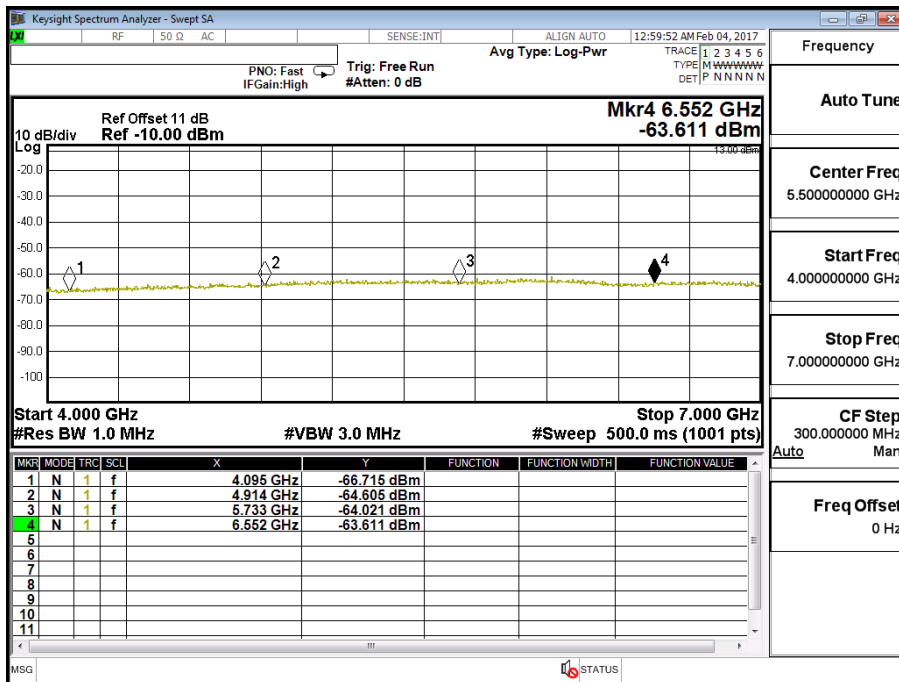 Keysight Spectrum Analyzer - Swept SA
LXI RF 50 Ω AC SENSE:INT ALIGN AUTO 12:59:52 AM Feb 04, 2017
Avg Type: Log-Pwr
TRACE 1 2 3 4 5 6
TYPE M W W W W W
DET P N N N N N
PNO: Fast
IFGain:High
Trig: Free Run
#Atten: 0 dB
Mkr4 6.552 GHz
-63.611 dBm
Ref Offset 11 dB
Ref -10.00 dBm
10 dB/div
Log
13.00 dBm
-20.0
-30.0
-40.0
-50.0
-60.0
-70.0
-80.0
-90.0
-100
1
2
3
4
Start 4.000 GHz
Stop 7.000 GHz
#Res BW 1.0 MHz
#VBW 3.0 MHz
#Sweep 500.0 ms (1001 pts)
MKR MODE TRC SCL X Y FUNCTION FUNCTION WIDTH FUNCTION VALUE
1 N 1 f 4.095 GHz -66.715 dBm
2 N 1 f 4.914 GHz -64.605 dBm
3 N 1 f 5.733 GHz -64.021 dBm
4 N 1 f 6.552 GHz -63.611 dBm
5
6
7
8
9
10
11
MSG
STATUS
Frequency
Auto Tune
Center Freq
5.500000000 GHz
Start Freq
4.000000000 GHz
Stop Freq
7.000000000 GHz
CF Step
300.000000 MHz
Auto Man
Freq Offset
0 Hz